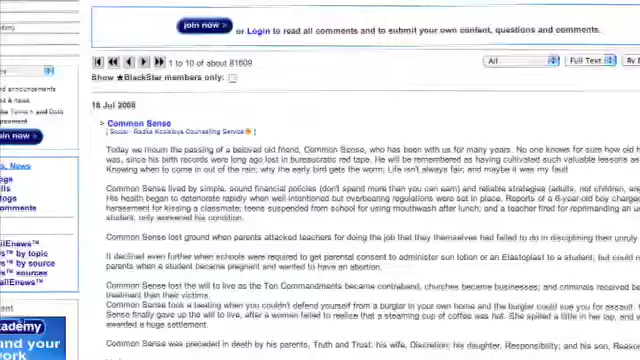 join now >
or Login to read all comments and to submit your own content, questions and comments.
1 to 10 of about 81609
All
Full Text
By
Show ★BlackStar members only:
18 Jul 2008
> Common Sense
Today we mourn the passing of a beloved old friend, Common Sense, who has been with us for many years. No one knows for sure how old h
was, since his birth records were long ago lost in bureaucratic red tape. He will be remembered as having cultivated such valuable lessons as
Knowing when to come in out of the rain; why the early bird gets the worm; Life isn't always fair; and maybe it was my fault
Common Sense lived by simple, sound financial policies (don't spend more than you can earn) and reliable strategies (adults, not children, are
His health began to deteriorate rapidly when well intentioned but overbearing regulations were set in place. Reports of a 6-year-old boy charged
harassment for kissing a classmate; teens suspended from school for using mouthwash after lunch; and a teacher fired for reprimanding an u
student, only worsened his condition.
Common Sense lost ground when parents attacked teachers for doing the job that they themselves had failed to do in disciplining their unruly
It declined even further when schools were required to get parental consent to administer sun lotion or an Elastoplast to a student; but could n
parents when a student became pregnant and wanted to have an abortion.
Common Sense lost the will to live as the Ten Commandments became contraband; churches became businesses; and criminals received be
treatment than their victims.
Common Sense took a beating when you couldn't defend yourself from a burglar in your own home and the burglar could sue you for assault.
Sense finally gave up the will to live, after a woman failed to realise that a steaming cup of coffee was hot. She spilled a little in her lap, and w
awarded a huge settlement.
Common Sense was preceded in death by his parents, Truth and Trust; his wife, Discretion; his daughter, Responsibility; and his son, Reason
announcements
& news
Terms > and Data
agreement
in now >
s, News
ogs
lls
logs
omments
ilENews™
by topic
by source
sources
ilENews™
ent
ademy
and your
work